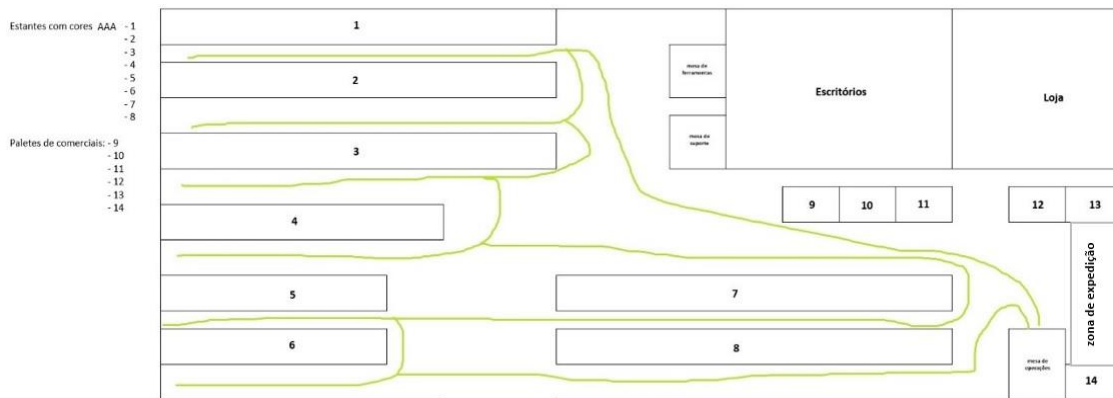 Estantes com cores AAA - 1
- 2
- 3
- 4
- 5
- 6
- 7
- 8
Paletes de comerciais: - 9
- 10
- 11
- 12
- 13
- 14
1
2
3
4
5
6
7
8
mesa de
ferramentas
mesa de
suporte
Escritórios
Loja
9
10
11
12
13
zona de expedição
mesa de
operações
14